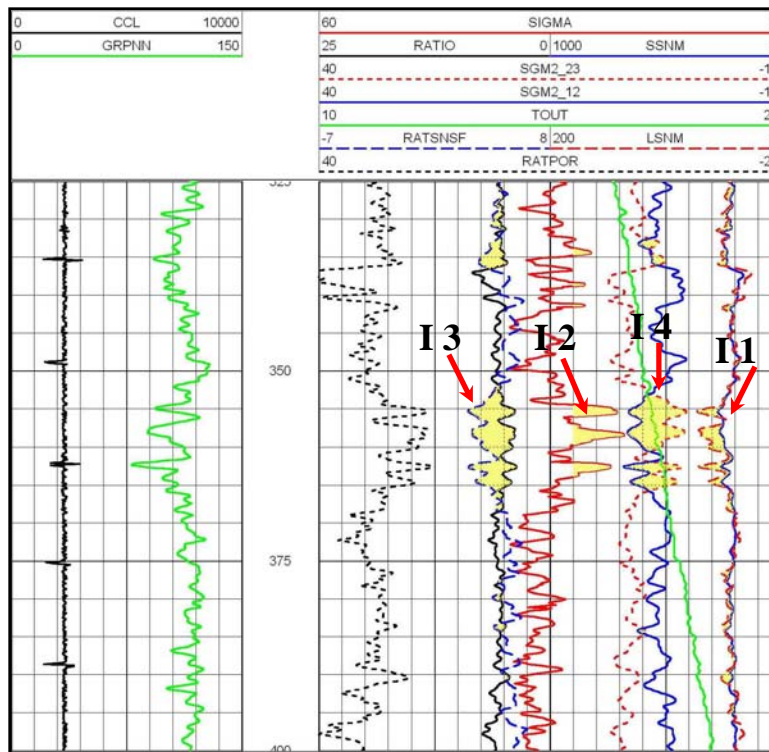 0 CCL 10000
0 GRPNN 150
60 SIGMA
25 RATIO 0 1000 SSNM
40 SGM2_23 -1
40 SGM2_12 -1
10 TOUT 2
-7 RATSNSF 8 200 LSNM
40 RATPOR -2
325
I 3 I 2 I 4 I 1
350
375
400